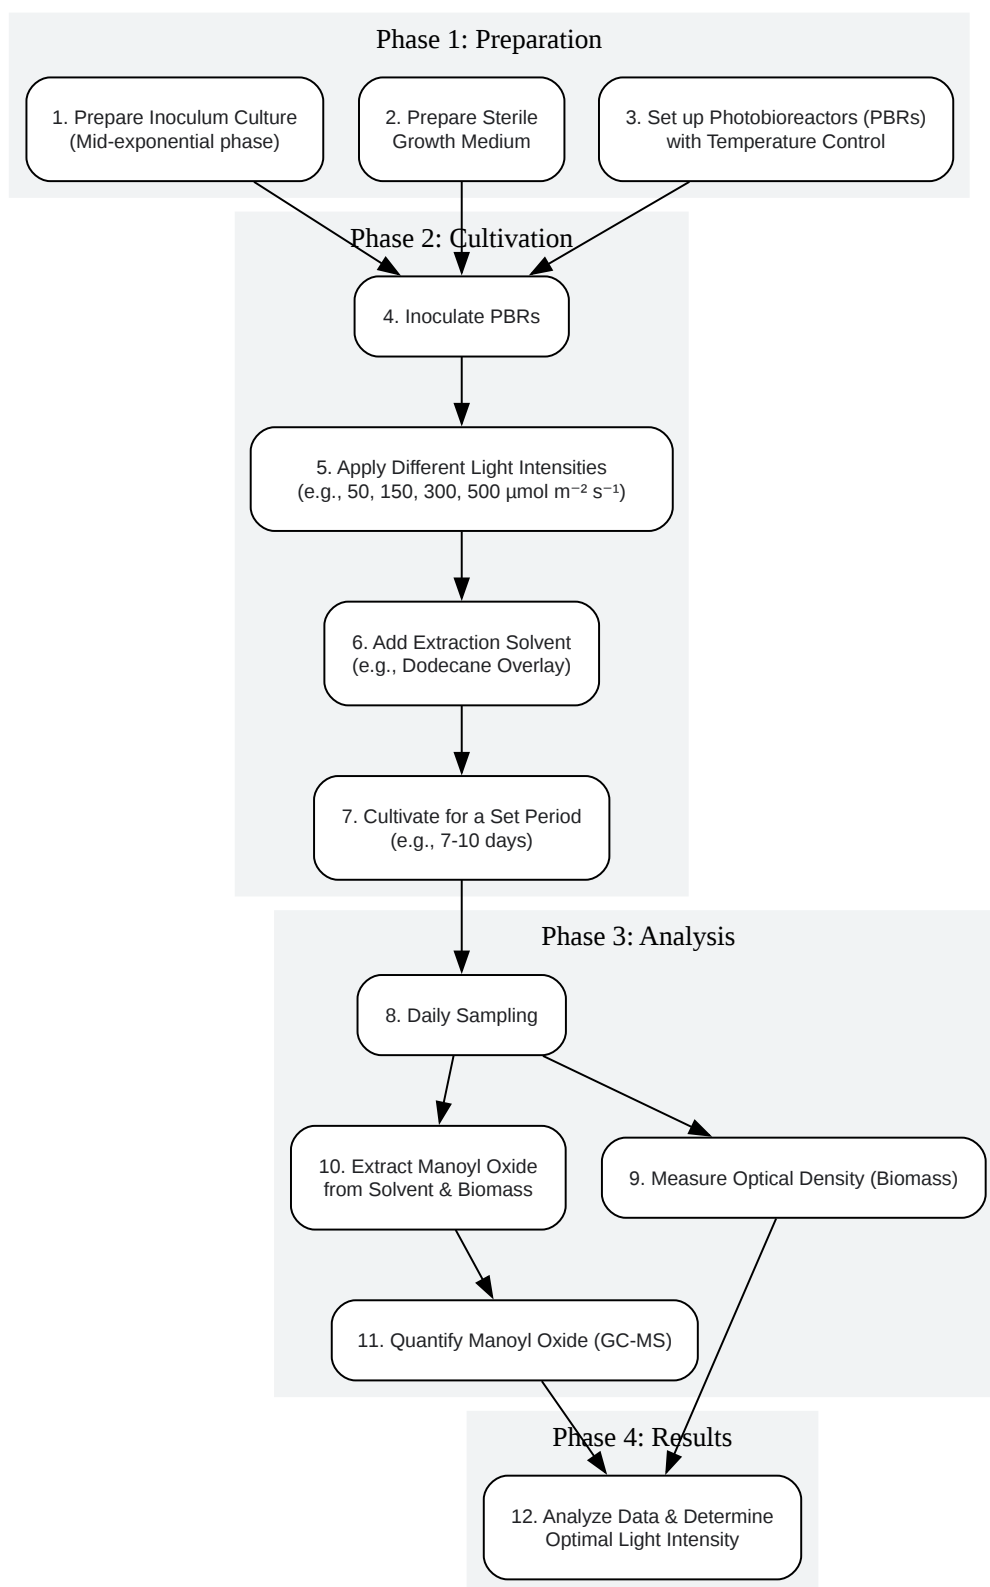 Phase 1: Preparation
1. Prepare Inoculum Culture
(Mid-exponential phase)
2. Prepare Sterile
Growth Medium
3. Set up Photobioreactors (PBRs)
with Temperature Control
Phase 2: Cultivation
4. Inoculate PBRs
5. Apply Different Light Intensities
(e.g., 50, 150, 300, 500 µmol m⁻² s⁻¹)
6. Add Extraction Solvent
(e.g., Dodecane Overlay)
7. Cultivate for a Set Period
(e.g., 7-10 days)
Phase 3: Analysis
8. Daily Sampling
10. Extract Manoyl Oxide
from Solvent & Biomass
9. Measure Optical Density (Biomass)
11. Quantify Manoyl Oxide (GC-MS)
Phase 4: Results
12. Analyze Data & Determine
Optimal Light Intensity